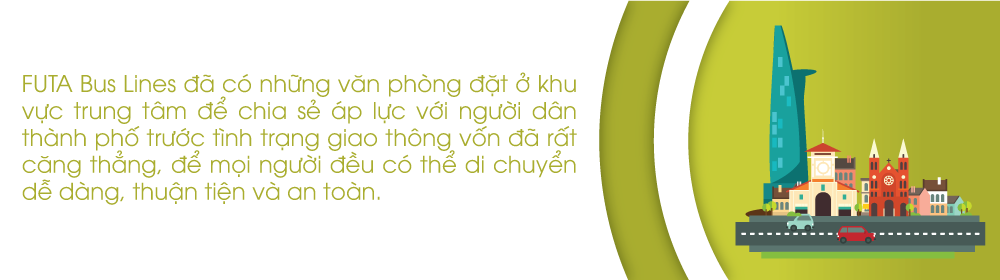 FUTA Bus Lines đã có những văn phòng đặt ở khu
vực trung tâm để chia sẻ áp lực với người dân
thành phố trước tình trạng giao thông vốn đã rất
căng thẳng, để mọi người đều có thể di chuyển
dễ dàng, thuận tiện và an toàn.